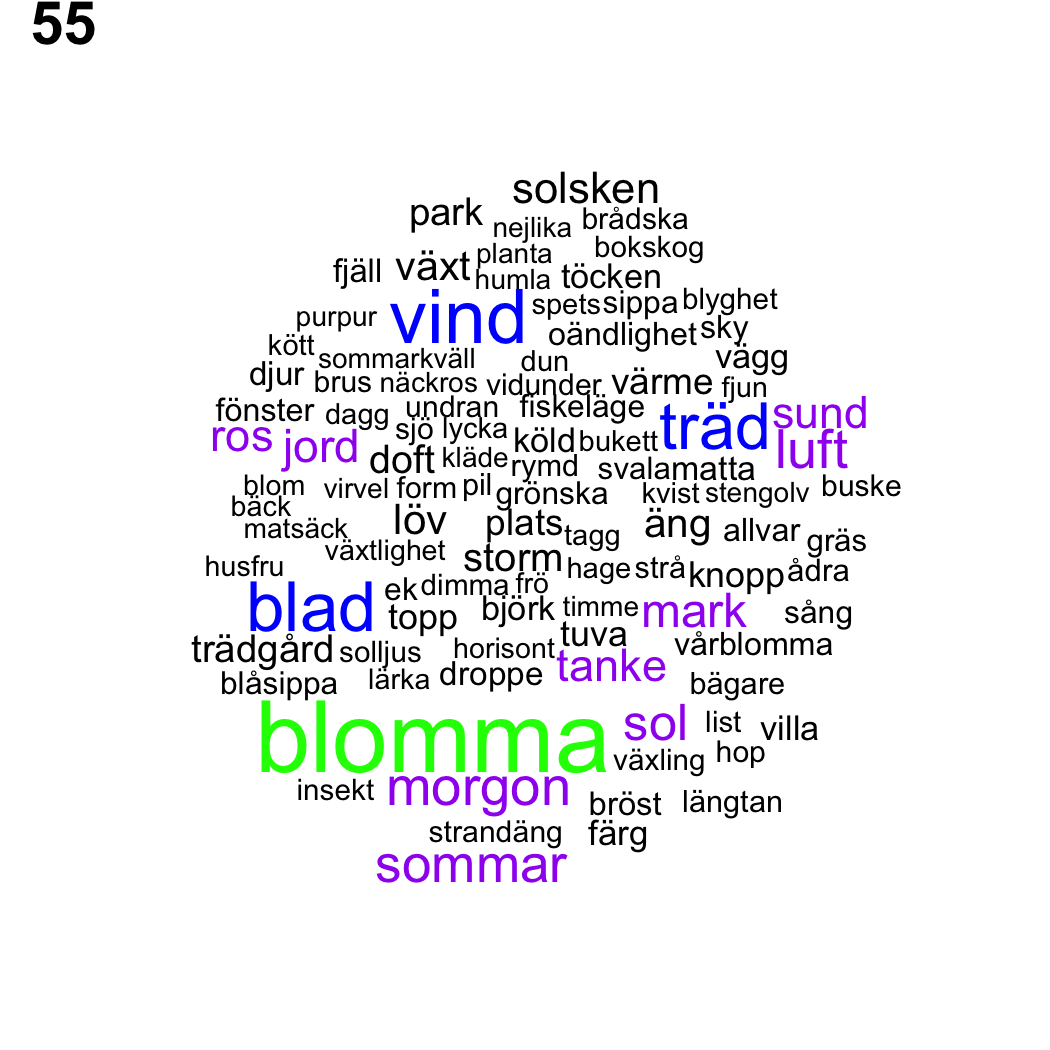 55
solsken
park nejlika brådska
planta bokskog
fjäll växt humla töcken
vind spets sippa blyghet
purpur oändlighet sky
kött sommarkväll dun vägg
djur brus näckros vidunder värme fjun
fönster dagg undran fiskeläge träd sund
ros jord sjö lycka köld bukett luft
doft kläde rymd svalamatta
blom virvel form pil grönska kvist stengolv buske
bäck löv plats tagg äng allvar gräs
matsäck
växtlighet storm
husfru hage strå knopp ådra
blad ek dimma frö
topp björk timme mark sång
trädgård solljus horisont tuva vårblomma
blåsippa lärka droppe tanke bägare
blomma sol list villa
växling hop
insekt morgon bröst längtan
strandäng färg
sommar